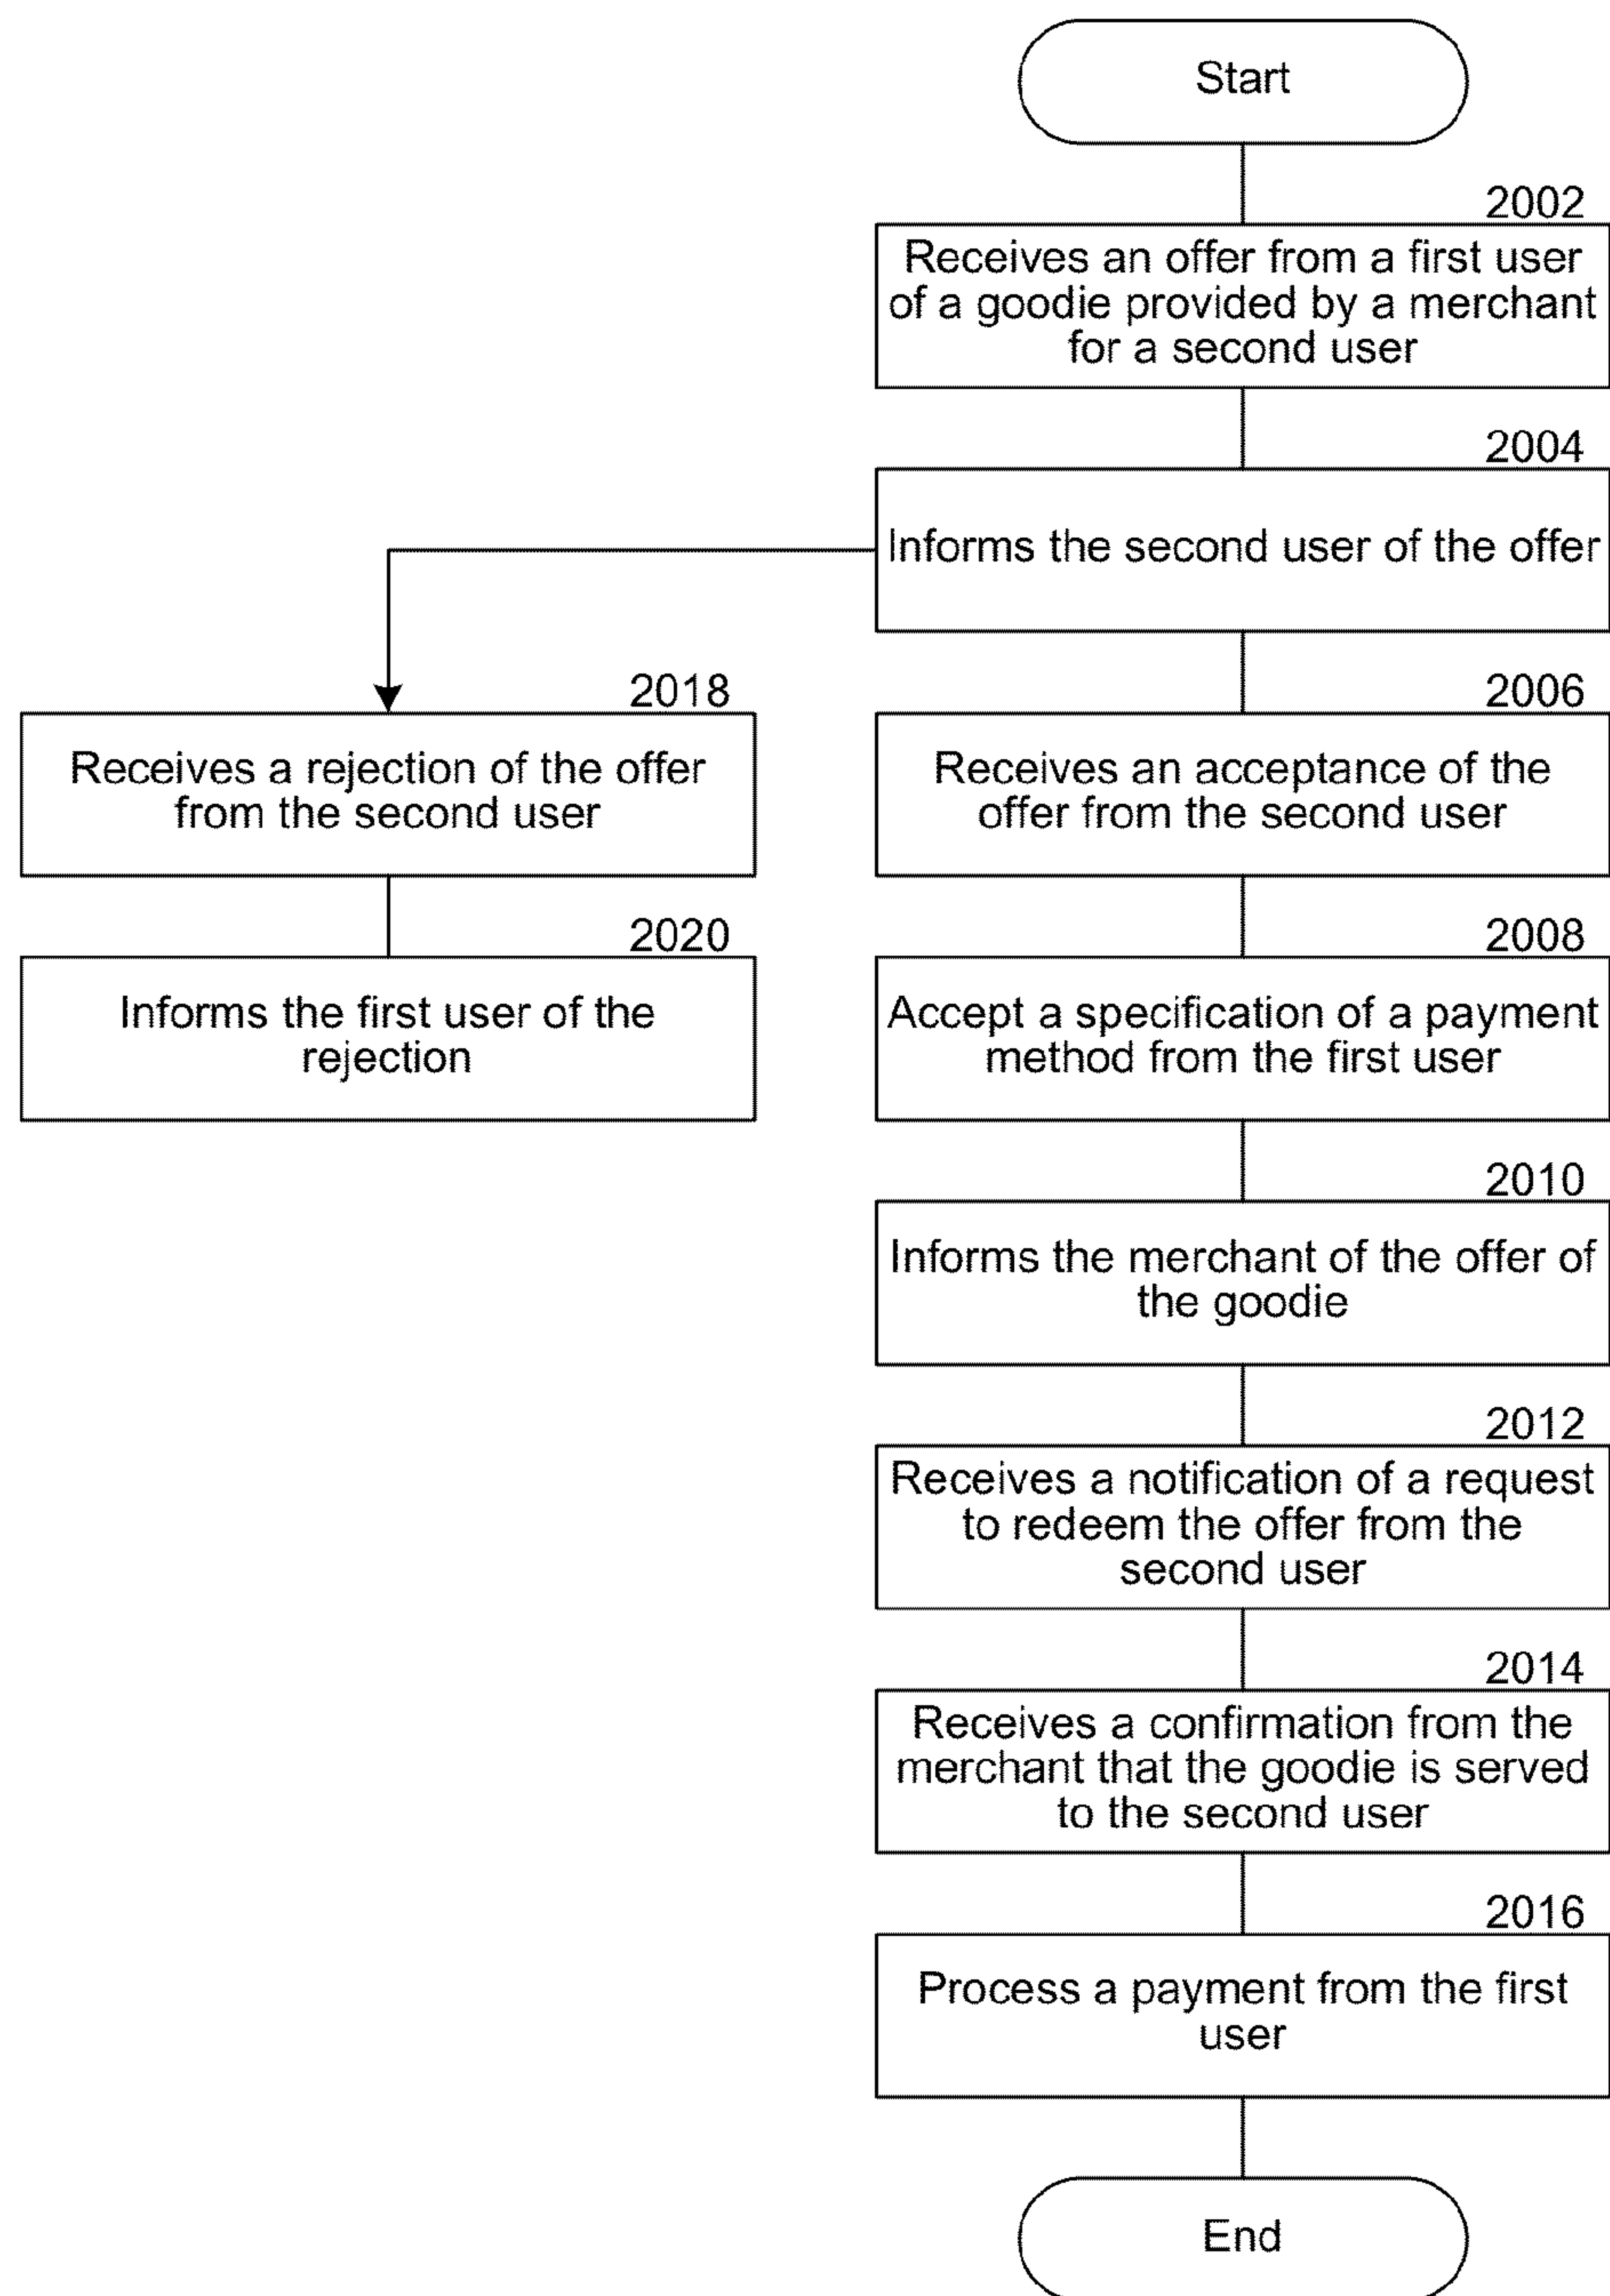 Start
2002
Receives an offer from a first user
of a goodie provided by a merchant
for a second user
2004
Informs the second user of the offer
2018
Receives a rejection of the offer
from the second user
2006
Receives an acceptance of the
offer from the second user
2020
Informs the first user of the
rejection
2008
Accept a specification of a payment
method from the first user
2010
Informs the merchant of the offer of
the goodie
2012
Receives a notification of a request
to redeem the offer from the
second user
2014
Receives a confirmation from the
merchant that the goodie is served
to the second user
2016
Process a payment from the first
user
End